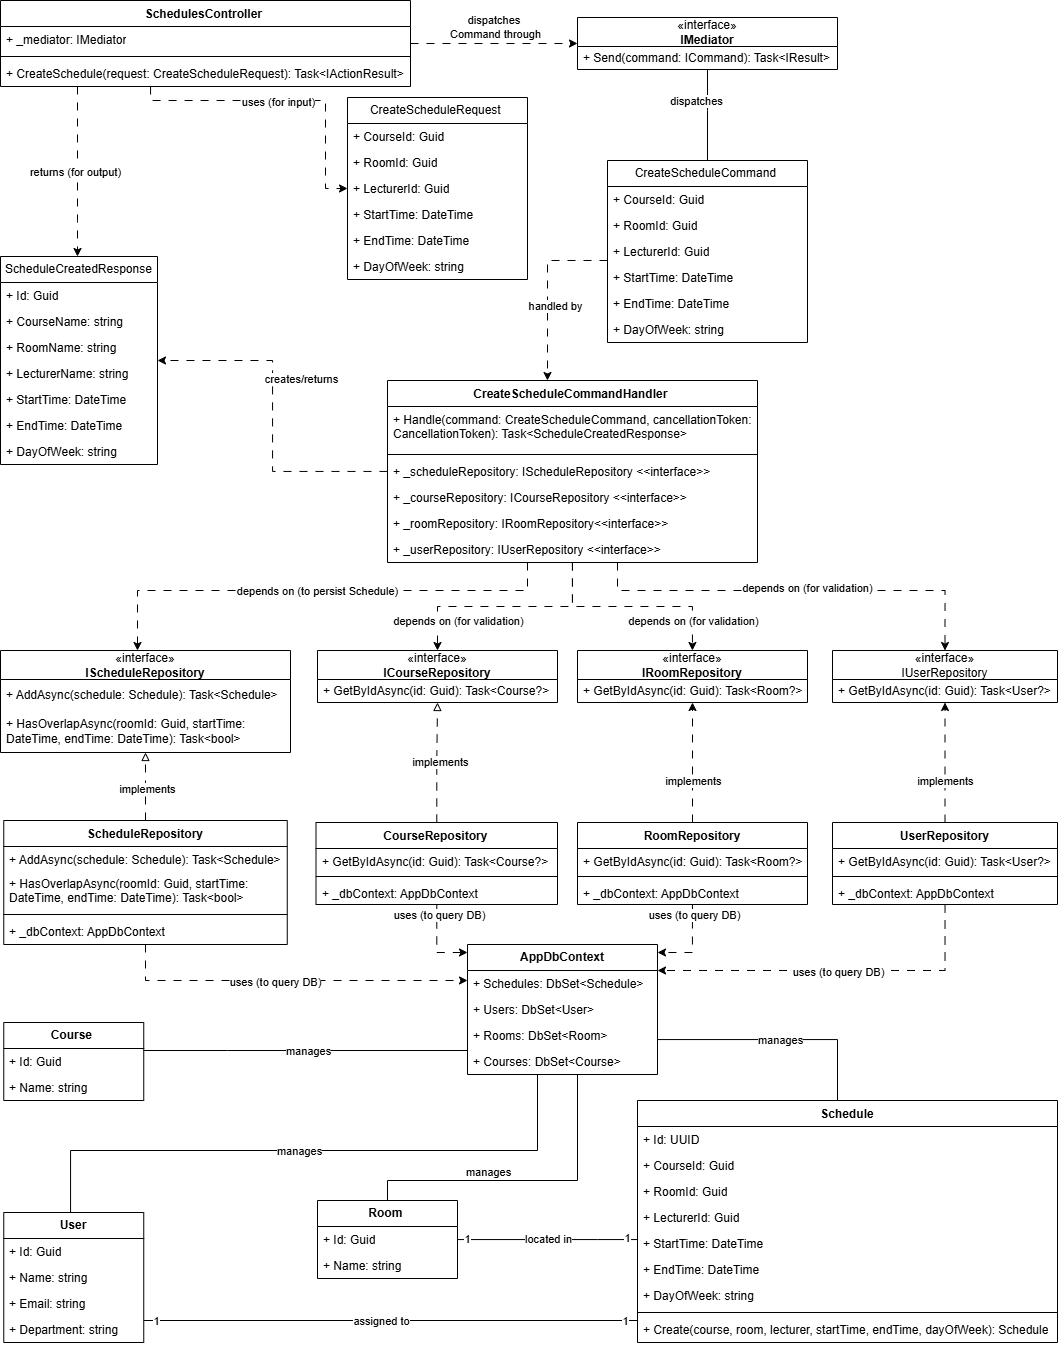 SchedulesController
+ _mediator: IMediator
+ CreateSchedule(request: CreateScheduleRequest): Task<IActionResult>
dispatches
Command through
«interface»
IMediator
+ Send(command: ICommand): Task<IResult>
uses (for input)
dispatches
returns (for output)
CreateScheduleRequest
+ CourseId: Guid
+ RoomId: Guid
+ LecturerId: Guid
+ StartTime: DateTime
+ EndTime: DateTime
+ DayOfWeek: string
CreateScheduleCommand
+ CourseId: Guid
+ RoomId: Guid
+ LecturerId: Guid
+ StartTime: DateTime
+ EndTime: DateTime
+ DayOfWeek: string
ScheduleCreatedResponse
+ Id: Guid
+ CourseName: string
+ RoomName: string
+ LecturerName: string
+ StartTime: DateTime
+ EndTime: DateTime
+ DayOfWeek: string
handled by
creates/returns
CreateScheduleCommandHandler
+ Handle(command: CreateScheduleCommand, cancellationToken:
CancellationToken): Task<ScheduleCreatedResponse>
+ _scheduleRepository: IScheduleRepository <<interface>>
+ _courseRepository: ICourseRepository <<interface>>
+ _roomRepository: IRoomRepository<<interface>>
+ _userRepository: IUserRepository <<interface>>
depends on (to persist Schedule)
depends on (for validation)
depends on (for validation)
depends on (for validation)
«interface»
IScheduleRepository
+ AddAsync(schedule: Schedule): Task<Schedule>
+ HasOverlapAsync(roomId: Guid, startTime:
DateTime, endTime: DateTime): Task<bool>
«interface»
ICourseRepository
+ GetByIdAsync(id: Guid): Task<Course?>
«interface»
IRoomRepository
+ GetByIdAsync(id: Guid): Task<Room?>
«interface»
IUserRepository
+ GetByIdAsync(id: Guid): Task<User?>
implements
implements
implements
implements
ScheduleRepository
+ AddAsync(schedule: Schedule): Task<Schedule>
+ HasOverlapAsync(roomId: Guid, startTime:
DateTime, endTime: DateTime): Task<bool>
+ _dbContext: AppDbContext
CourseRepository
+ GetByIdAsync(id: Guid): Task<Course?>
+ _dbContext: AppDbContext
RoomRepository
+ GetByIdAsync(id: Guid): Task<Room?>
+ _dbContext: AppDbContext
UserRepository
+ GetByIdAsync(id: Guid): Task<User?>
+ _dbContext: AppDbContext
uses (to query DB)
uses (to query DB)
uses (to query DB)
uses (to query DB)
AppDbContext
+ Schedules: DbSet<Schedule>
+ Users: DbSet<User>
+ Rooms: DbSet<Room>
+ Courses: DbSet<Course>
Course
+ Id: Guid
+ Name: string
manages
manages
manages
manages
Schedule
+ Id: UUID
+ CourseId: Guid
+ RoomId: Guid
+ LecturerId: Guid
+ StartTime: DateTime
+ EndTime: DateTime
+ DayOfWeek: string
+ Create(course, room, lecturer, startTime, endTime, dayOfWeek): Schedule
Room
+ Id: Guid
+ Name: string
1 located in 1
User
+ Id: Guid
+ Name: string
+ Email: string
+ Department: string
1 assigned to 1